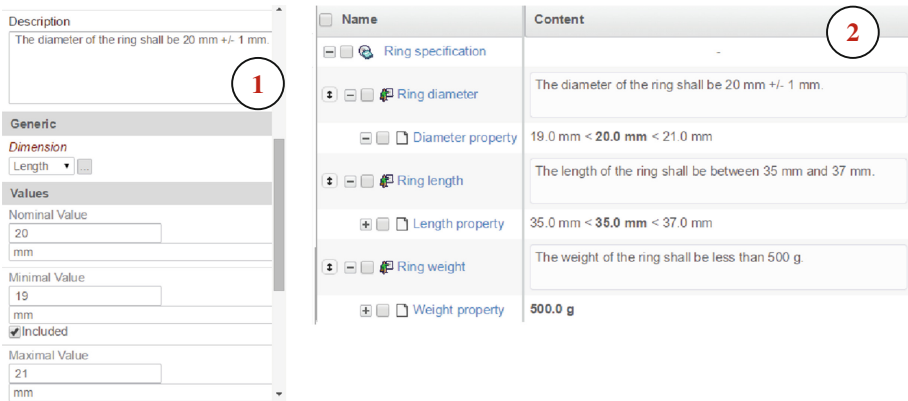 Description
The diameter of the ring shall be 20 mm +/- 1 mm.
1
Generic
Dimension
Length
...
Values
Nominal Value
20
mm
Minimal Value
19
mm
Included
Maximal Value
21
mm
Name Content
2
Ring specification -
Ring diameter The diameter of the ring shall be 20 mm +/- 1 mm.
Diameter property 19.0 mm < 20.0 mm < 21.0 mm
Ring length The length of the ring shall be between 35 mm and 37 mm.
Length property 35.0 mm < 35.0 mm < 37.0 mm
Ring weight The weight of the ring shall be less than 500 g.
Weight property 500.0 g